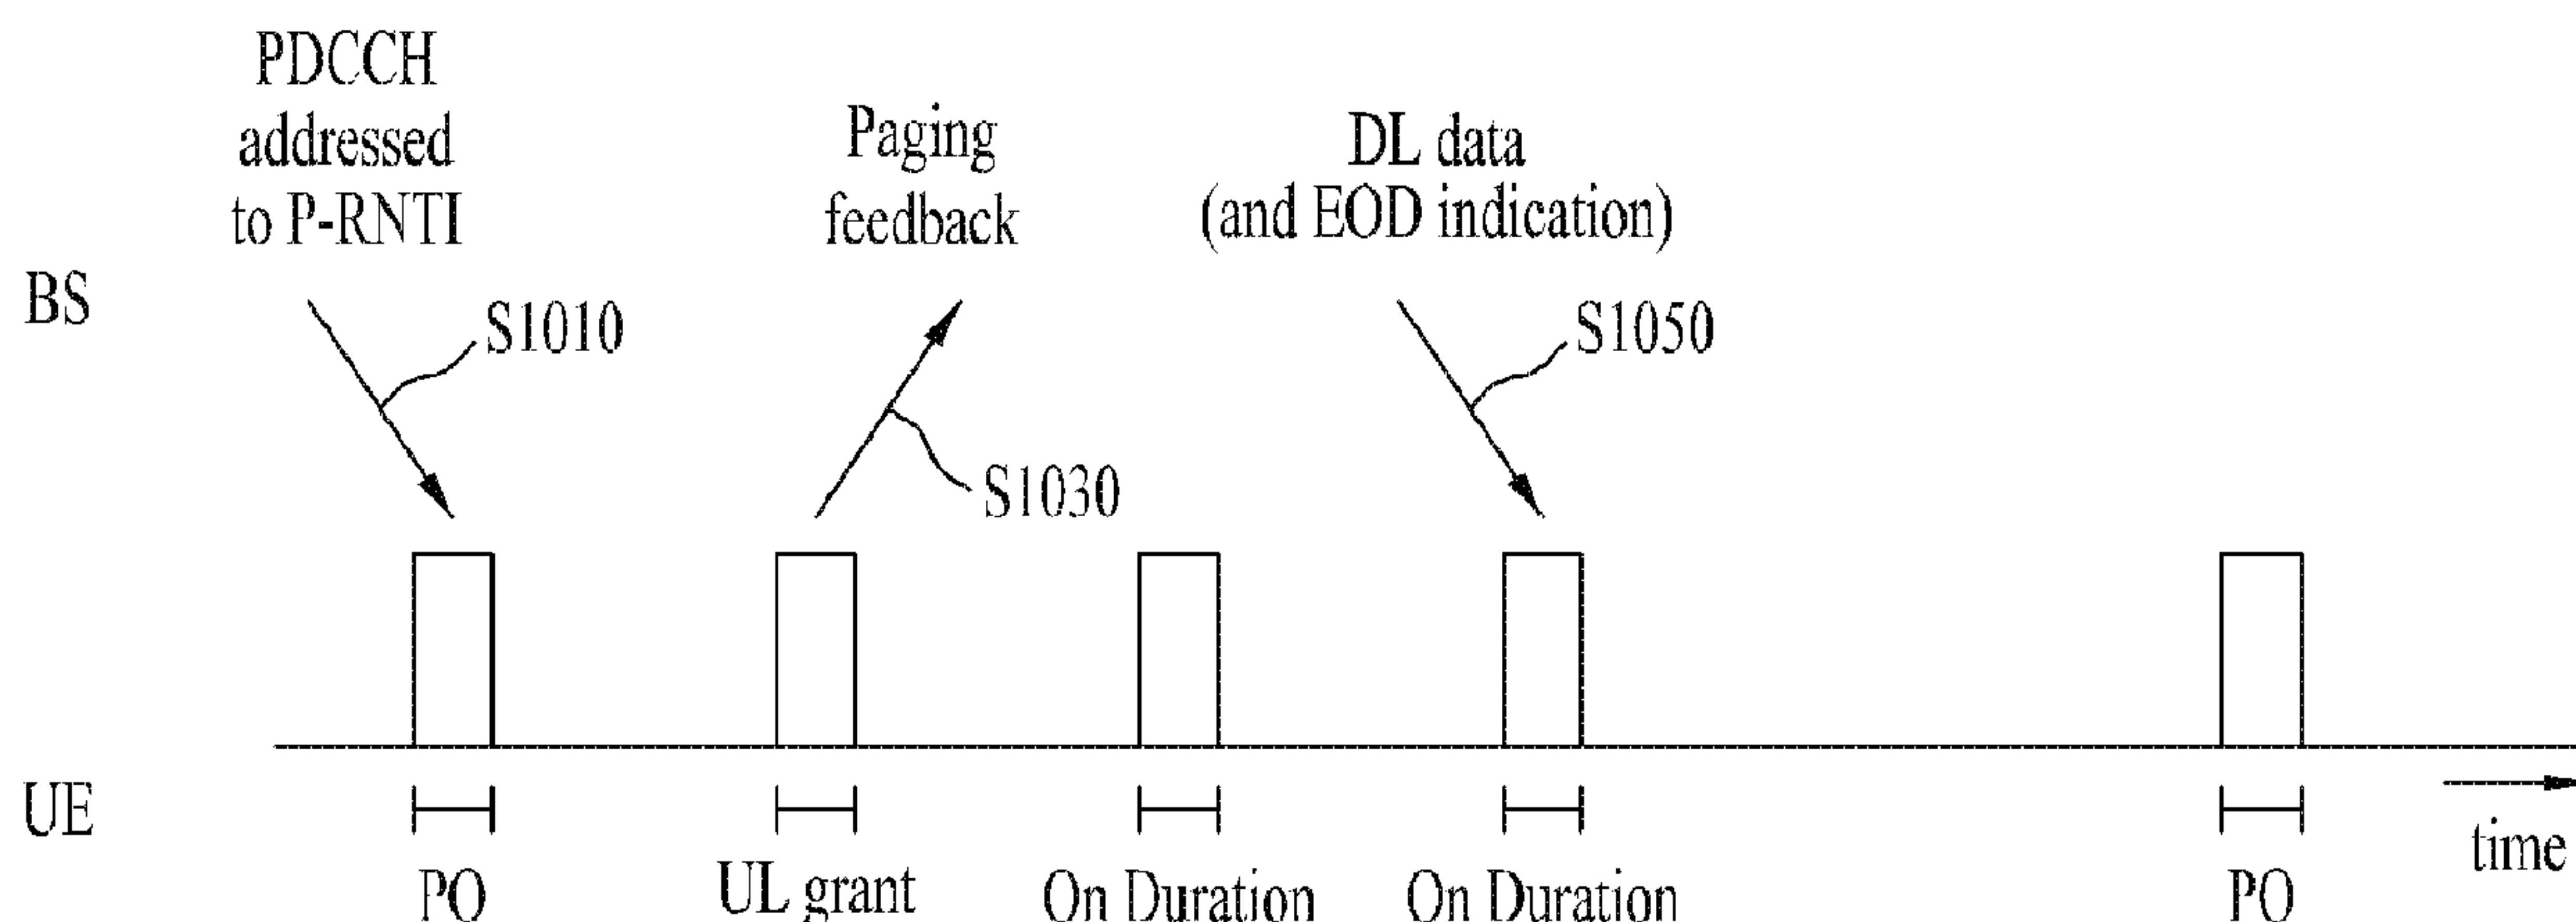 PDCCH
addressed
to P-RNTI
Paging
feedback
DL data
(and EOD indication)
BS
S1010
S1030
S1050
UE
time
PO
UL grant
On Duration
On Duration
PO